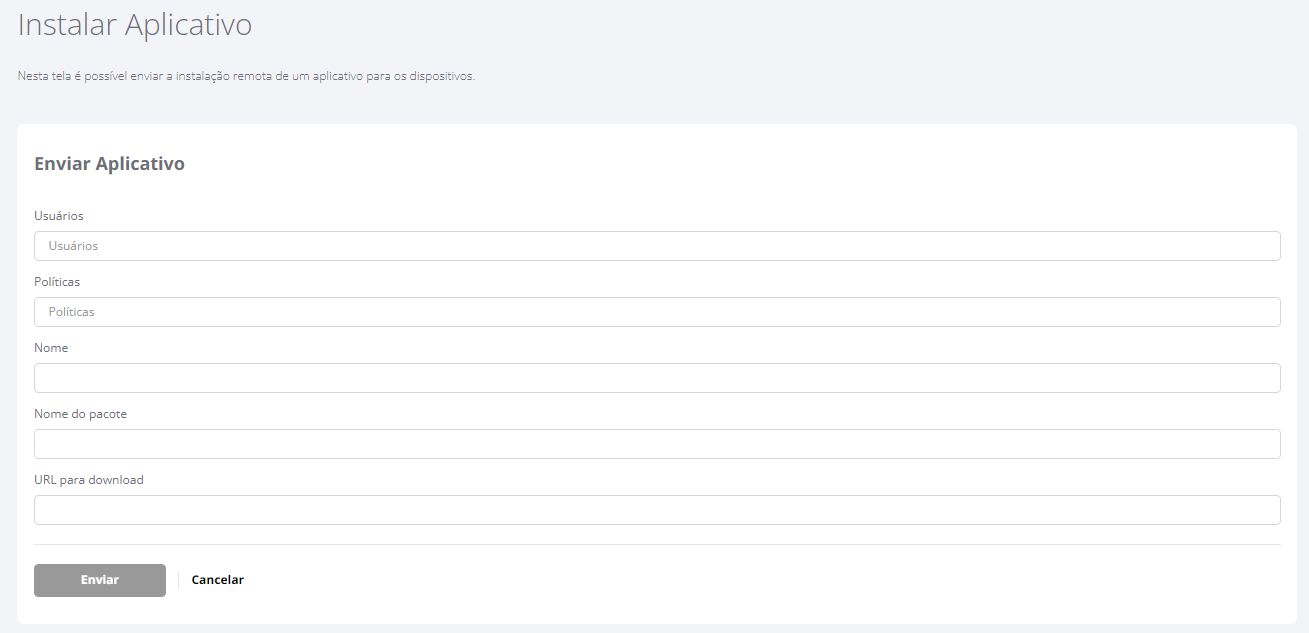 Instalar Aplicativo
Nesta tela é possível enviar a instalação remota de um aplicativo para os dispositivos.
Enviar Aplicativo
Usuários
Usuários
Políticas
Políticas
Nome
Nome do pacote
URL para download
Enviar
Cancelar